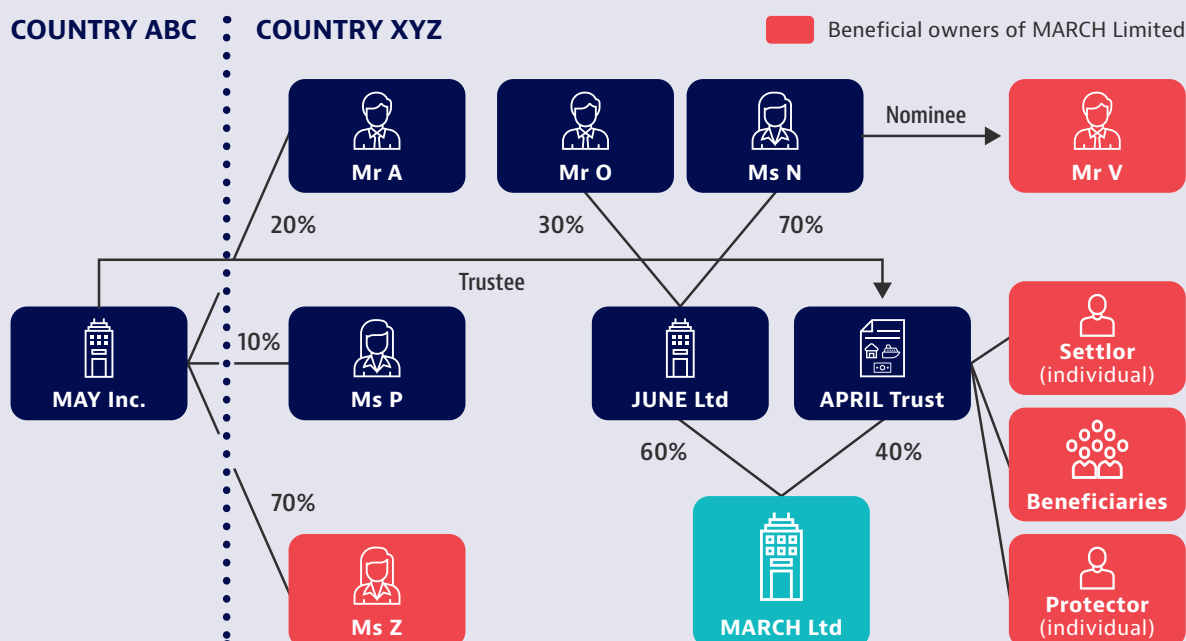 COUNTRY ABC
COUNTRY XYZ
Beneficial owners of MARCH Limited
Mr A
Mr O
Ms N
Nominee
Mr V
20%
30%
70%
Trustee
MAY Inc.
10%
Ms P
JUNE Ltd
APRIL Trust
Settlor
(individual)
60%
40%
Beneficiaries
70%
Ms Z
MARCH Ltd
Protector
(individual)